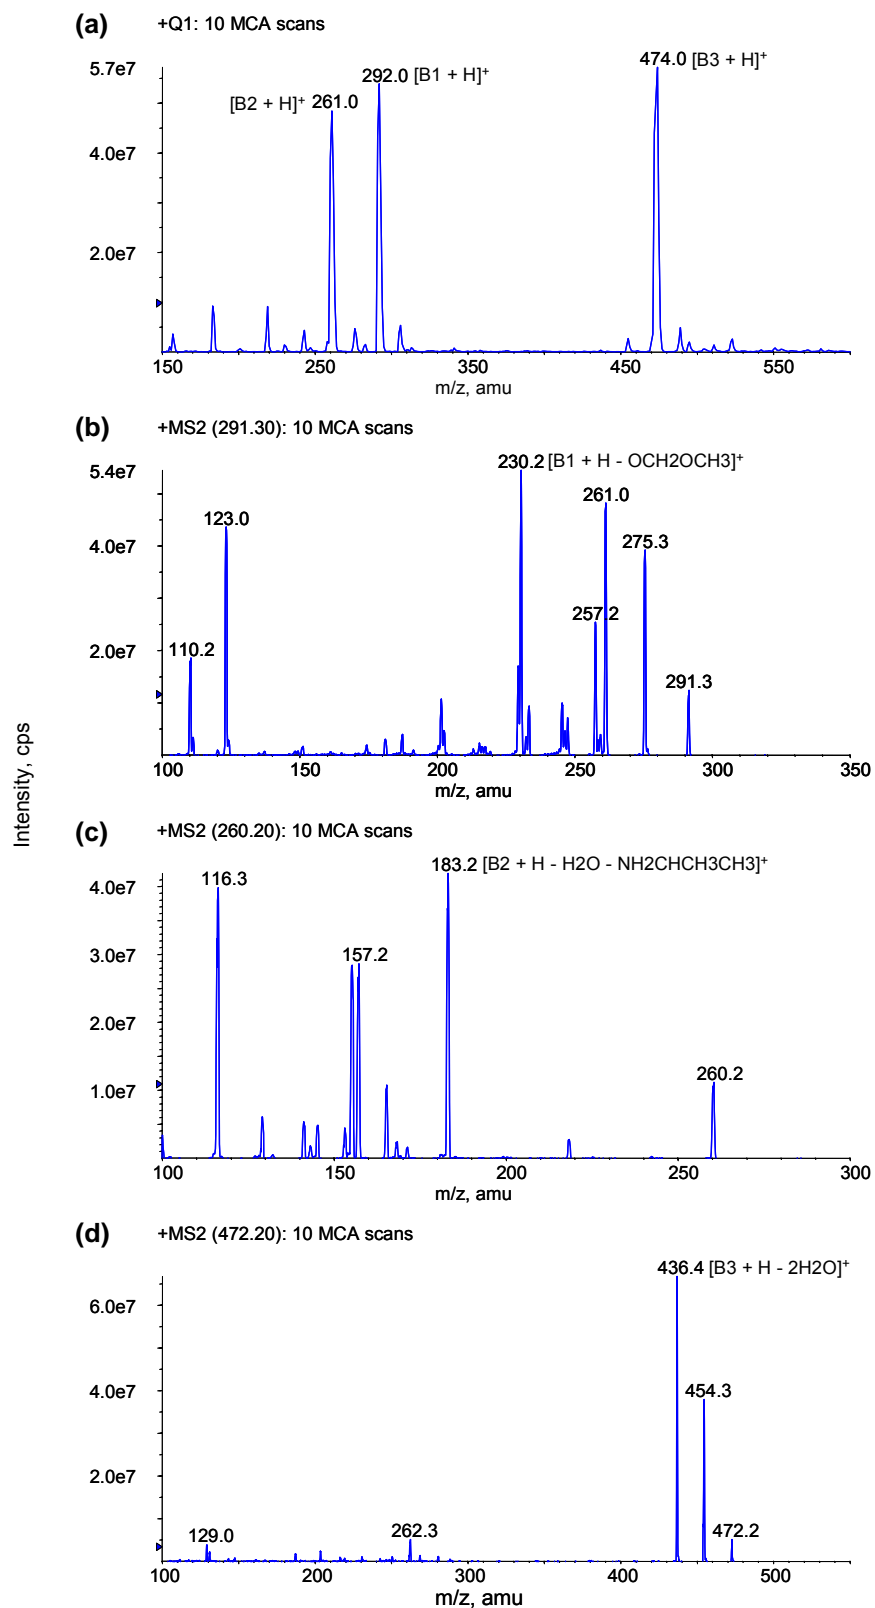 (a) +Q1: 10 MCA scans
5.7e7
4.0e7
2.0e7
[B2 + H]+ 261.0
292.0 [B1 + H]+
474.0 [B3 + H]+
150 250 350 450 550
m/z, amu
(b) +MS2 (291.30): 10 MCA scans
5.4e7
4.0e7
2.0e7
110.2
123.0
230.2 [B1 + H - OCH2OCH3]+
257.2
261.0
275.3
291.3
100 150 200 250 300 350
m/z, amu
Intensity, cps
(c) +MS2 (260.20): 10 MCA scans
4.0e7
3.0e7
2.0e7
1.0e7
116.3
157.2
183.2 [B2 + H - H2O - NH2CHCH3CH3]+
260.2
100 150 200 250 300
m/z, amu
(d) +MS2 (472.20): 10 MCA scans
6.0e7
4.0e7
2.0e7
129.0
262.3
436.4 [B3 + H - 2H2O]+
454.3
472.2
100 200 300 400 500
m/z, amu